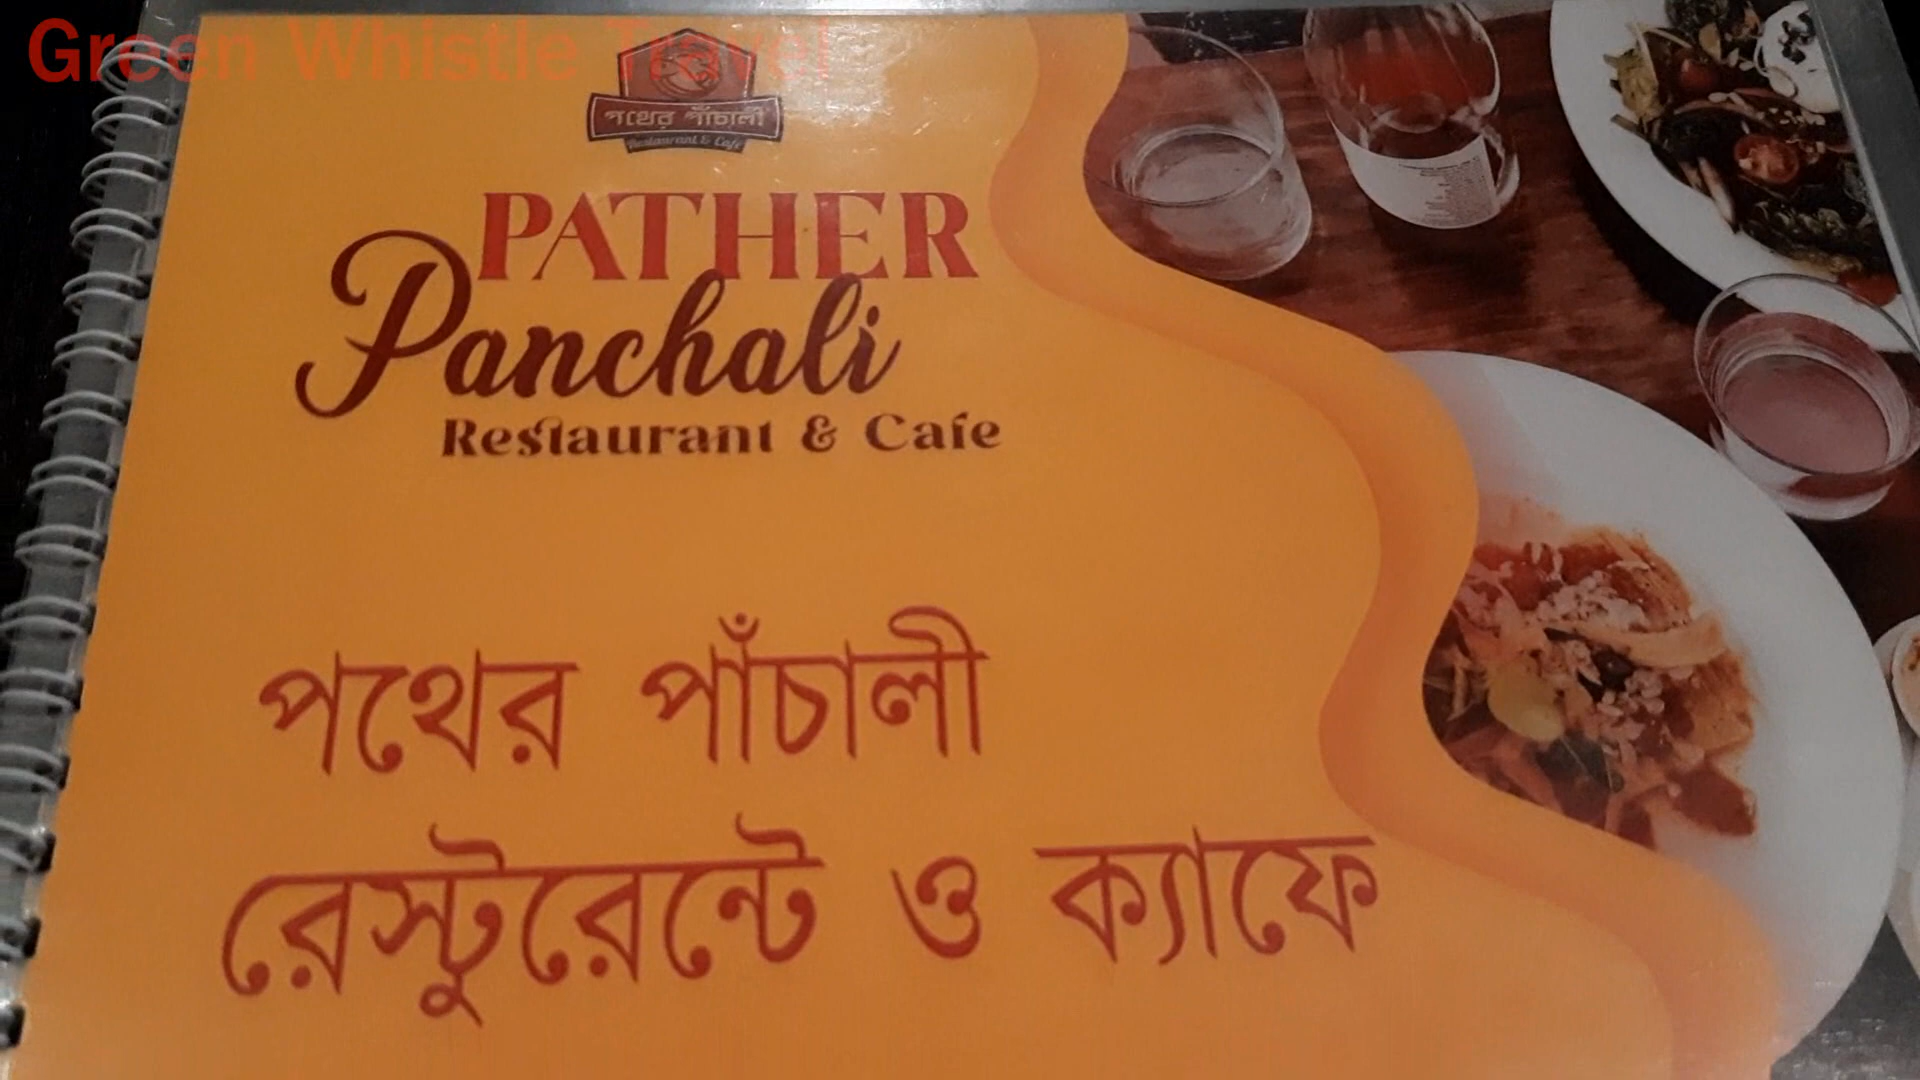 Green Whistle Travel
পথের পাঁচালী
Restaurant & Cafe
PATHER
Panchali
Restaurant & Cafe
পথের পাঁচালী
রেস্টুরেন্টে ও ক্যাফে